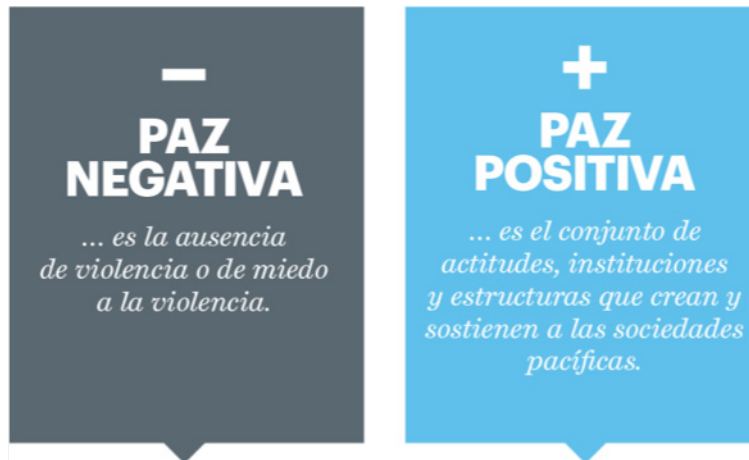 −
PAZ
NEGATIVA
... es la ausencia
de violencia o de miedo
a la violencia.
+
PAZ
POSITIVA
... es el conjunto de
actitudes, instituciones
y estructuras que crean y
sostienen a las sociedades
pacíficas.